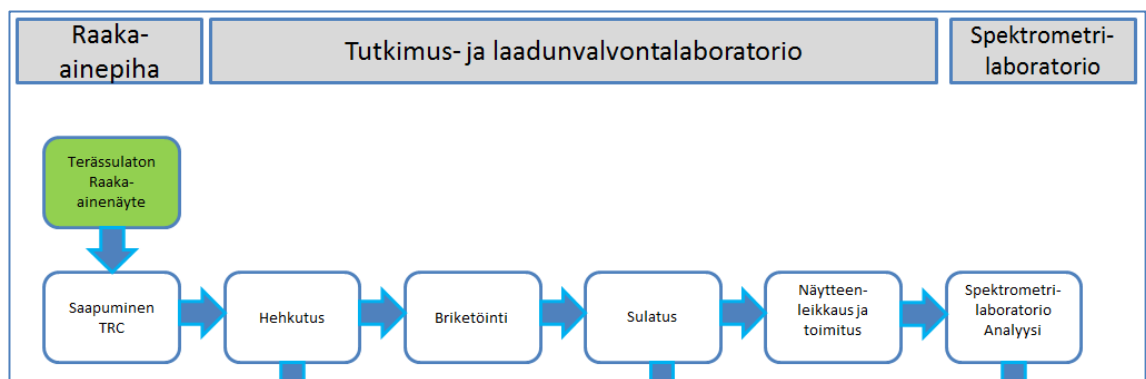 Raaka-
ainepiha
Tutkimus- ja laadunvalvontalaboratorio
Spektrometri-
laboratorio
Terässulaton
Raaka-
ainenäyte
Saapuminen
TRC
Hehkutus
Briketöinti
Sulatus
Näytteen-
leikkaus ja
toimitus
Spektrometri-
laboratorio
Analyysi